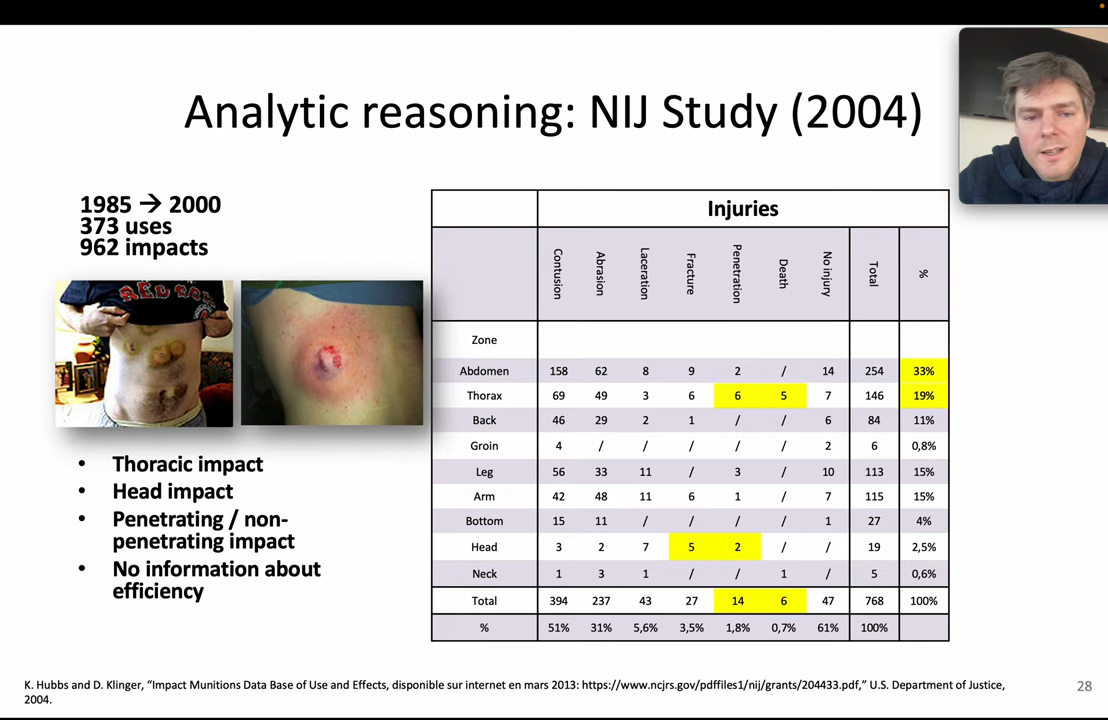 Analytic reasoning: NIJ Study (2004)
1985 → 2000
373 uses
962 impacts
RED SOX
• Thoracic impact
• Head impact
• Penetrating / non-
penetrating impact
• No information about
efficiency
Injuries
Contusion Abrasion Laceration Fracture Penetration Death No injury Total %
Zone
Abdomen 158 62 8 9 2 / 14 254 33%
Thorax 69 49 3 6 6 5 7 146 19%
Back 46 29 2 1 / / 6 84 11%
Groin 4 / / / / / 2 6 0,8%
Leg 56 33 11 / 3 / 10 113 15%
Arm 42 48 11 6 1 / 7 115 15%
Bottom 15 11 / / / / 1 27 4%
Head 3 2 7 5 2 / / 19 2,5%
Neck 1 3 1 / / 1 / 5 0,6%
Total 394 237 43 27 14 6 47 768 100%
% 51% 31% 5,6% 3,5% 1,8% 0,7% 61% 100%
K. Hubbs and D. Klinger, “Impact Munitions Data Base of Use and Effects, disponible sur internet en mars 2013: https://www.ncjrs.gov/pdffiles1/nij/grants/204433.pdf,” U.S. Department of Justice,
2004.
28